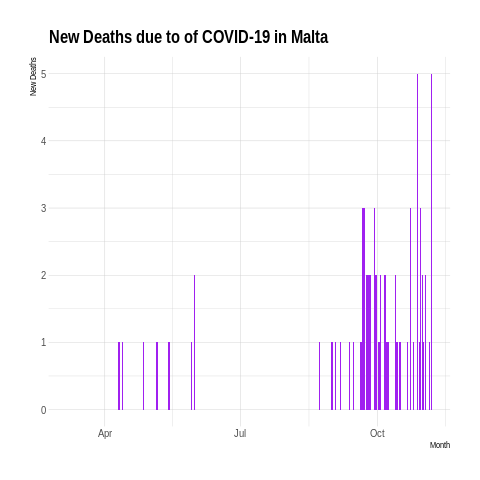 New Deaths due to of COVID-19 in Malta
New Deaths
5
4
3
2
1
0
Apr
Jul
Oct
Month